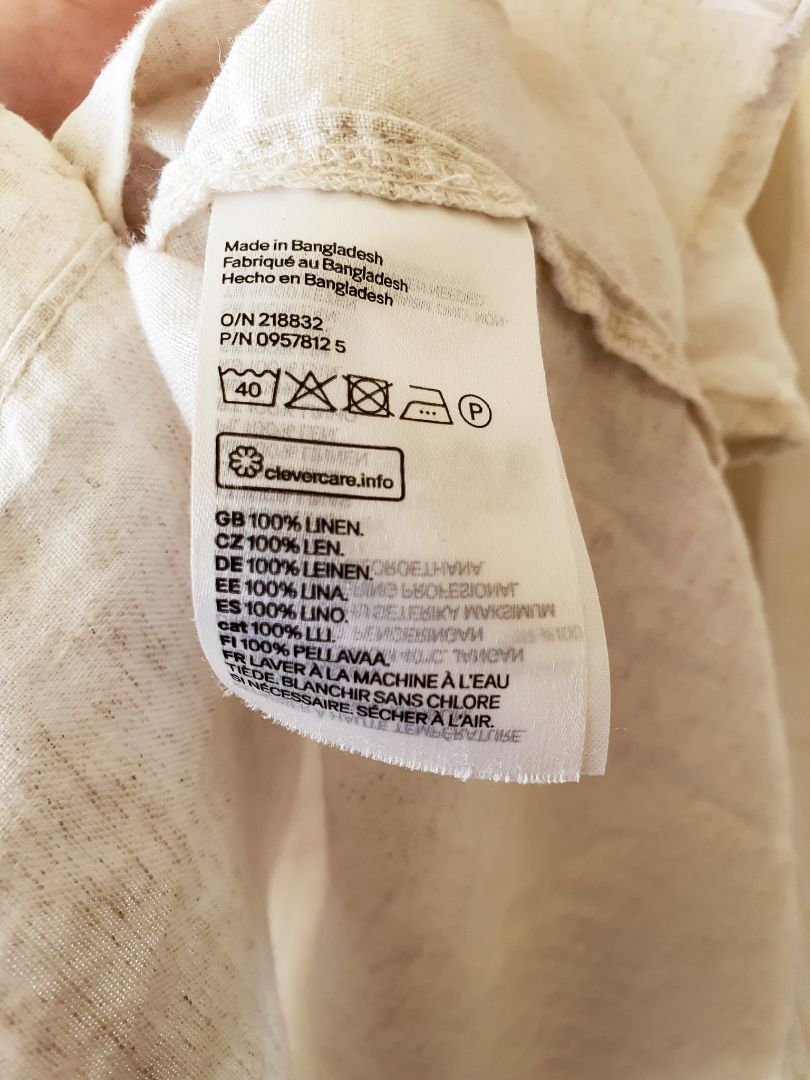 Made in Bangladesh
Fabriqué au Bangladesh
Hecho en Bangladesh
O/N 218832
P/N 0957812 5
40
P
clevercare.info
GB 100% LINEN.
CZ 100% LEN.
DE 100% LEINEN.
EE 100% LINA.
ES 100% LINO.
cat 100% LLI.
FI 100% PELLAVAA.
FR LAVER À LA MACHINE À L'EAU
TIÈDE. BLANCHIR SANS CHLORE
SI NÉCESSAIRE. SÉCHER À L'AIR.